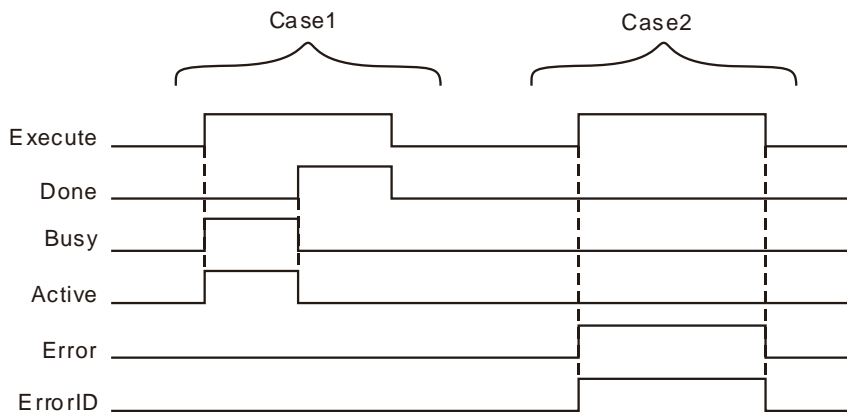 Case1
Case2
Execute
Done
Busy
Active
Error
ErrorID